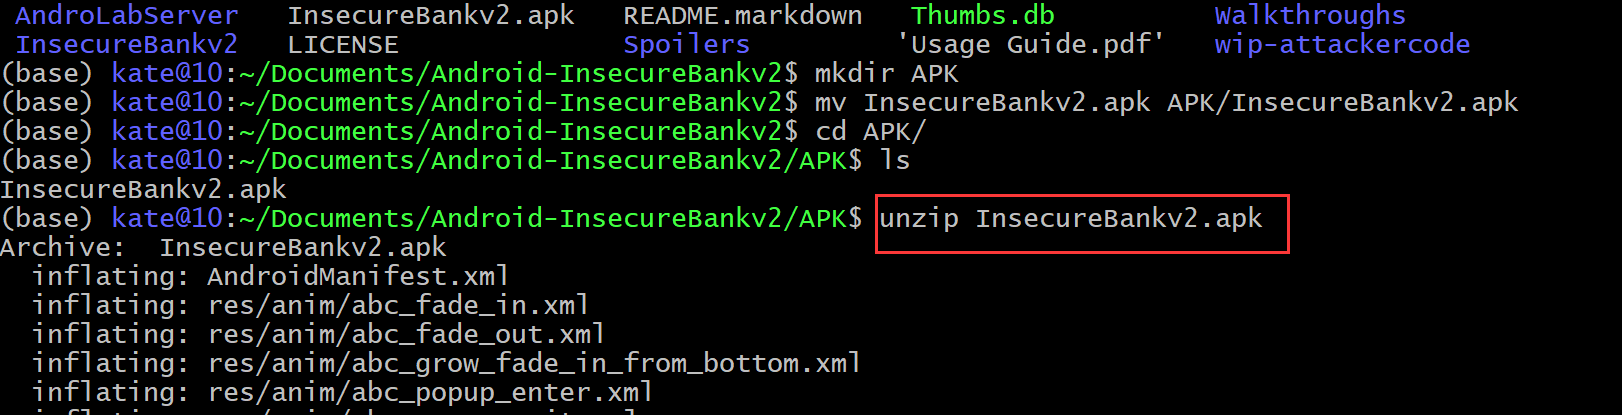 AndroLabServer   InsecureBankv2.apk   README.markdown   Thumbs.db          Walkthroughs
InsecureBankv2   LICENSE              Spoilers         'Usage Guide.pdf'   wip-attackercode
(base) kate@10:~/Documents/Android-InsecureBankv2$ mkdir APK
(base) kate@10:~/Documents/Android-InsecureBankv2$ mv InsecureBankv2.apk APK/InsecureBankv2.apk
(base) kate@10:~/Documents/Android-InsecureBankv2$ cd APK/
(base) kate@10:~/Documents/Android-InsecureBankv2/APK$ ls
InsecureBankv2.apk
(base) kate@10:~/Documents/Android-InsecureBankv2/APK$ unzip InsecureBankv2.apk
Archive:  InsecureBankv2.apk
  inflating: AndroidManifest.xml
  inflating: res/anim/abc_fade_in.xml
  inflating: res/anim/abc_fade_out.xml
  inflating: res/anim/abc_grow_fade_in_from_bottom.xml
  inflating: res/anim/abc_popup_enter.xml